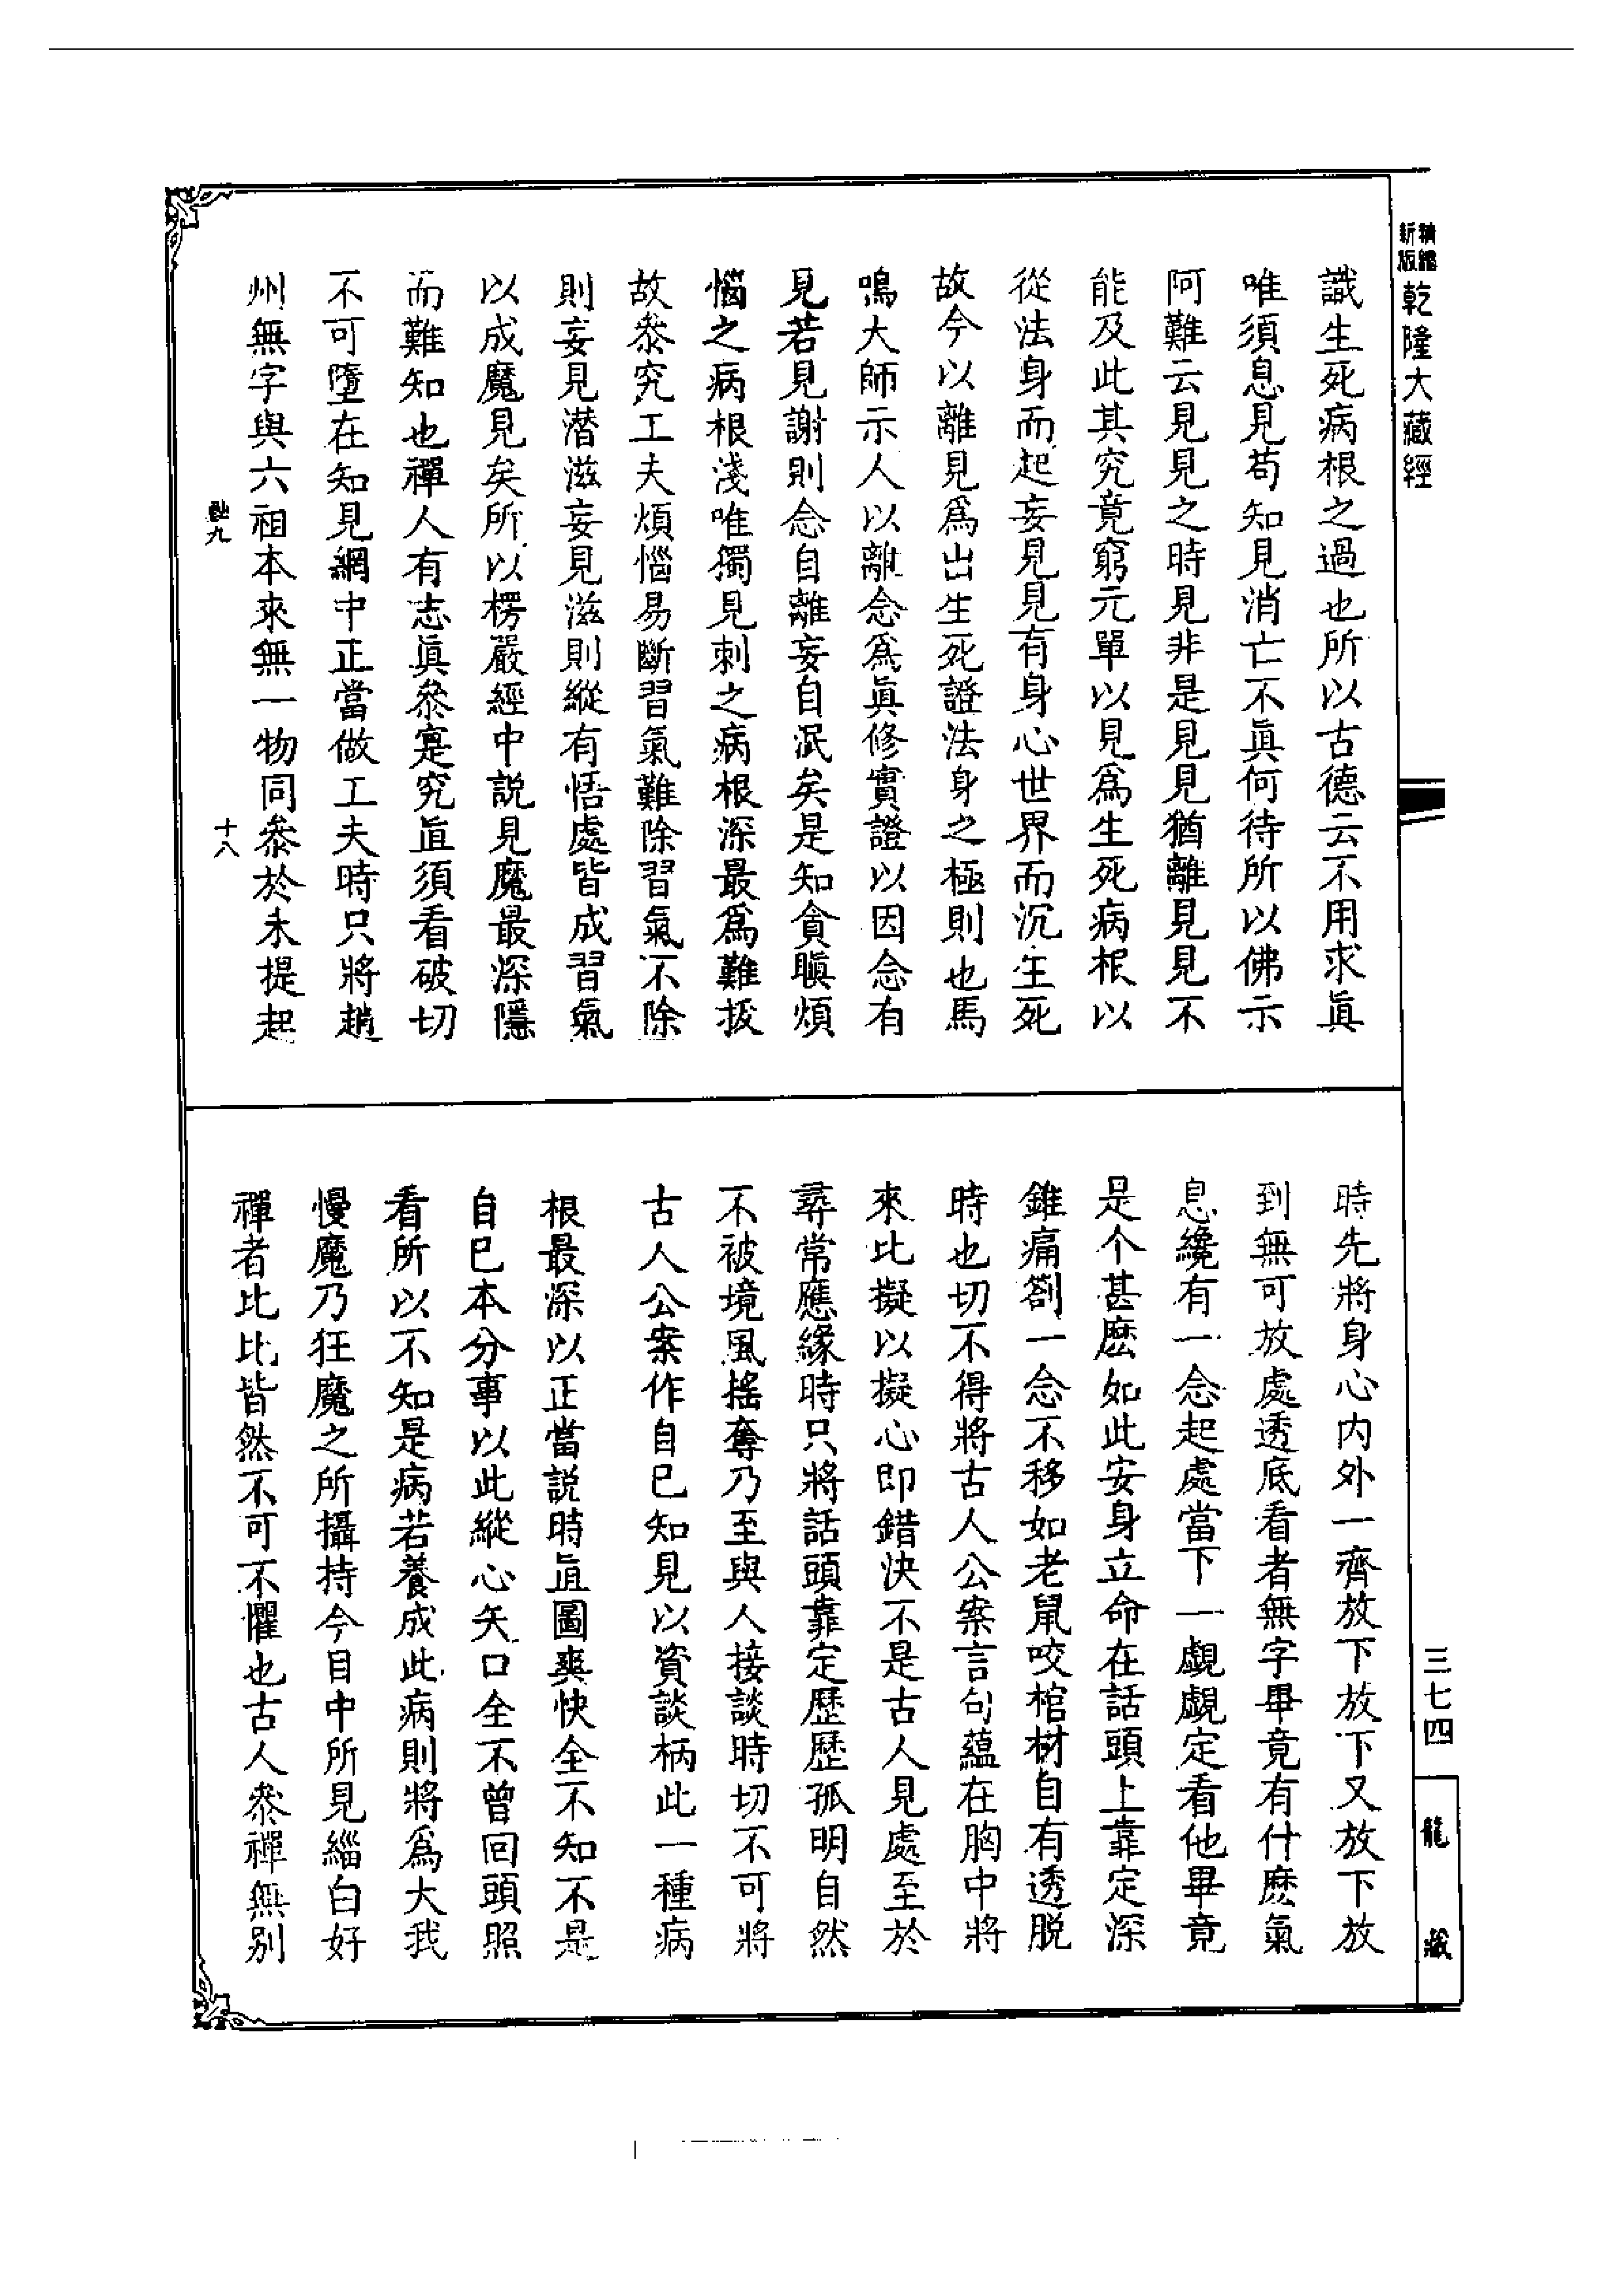 精縮新版乾隆大藏經
識生死病根之過也所以古德云不用求眞
唯須息見苟知見消亡不眞何待所以佛示
阿難云見見之時見非是見見猶離見見不
能及此其究竟窮元單以見爲生死病根以
從法身而起妄見見有身心世界而沉生死
故今以離見爲出生死證法身之極則也馬
鳴大師示人以離念爲眞修實證以因念有
見若見謝則念自離妄自泯矣是知貪瞋煩
惱之病根淺唯獨見刺之病根深最爲難拔
故叅究工夫煩惱易斷習氣難除習氣不除
則妄見潛滋妄見滋則縱有悟處皆成習氣
以成魔見矣所以楞嚴經中説見魔最深隱
而難知也禪人有志眞叅寔究直須看破切
不可墮在知見網中正當做工夫時只將趙
州無字與六祖本來無一物同叅於未提起
九
十八
時先將身心内外一齊放下放下又放下放
到無可放處透底看者無字畢竟有什麽氣
息纔有一念起處當下一覷覷定看他畢竟
是个甚麽如此安身立命在話頭上靠定深
錐痛劄一念不移如老鼠咬棺材自有透脱
時也切不得將古人公案言句蘊在胸中將
來比擬以擬心即錯快不是古人見處至於
尋常應緣時只將話頭靠定歷歷孤明自然
不被境風搖奪乃至與人接談時切不可將
古人公案作自已知見以資談柄此一種病
根最深以正當説時直圖爽快全不知不是
自已本分事以此縱心矢口全不曾回頭照
看所以不知是病若養成此病則將爲大我
慢魔乃狂魔之所攝持今目中所見緇白好
禪者比比皆然不可不懼也古人叅禪無別
三七四
龍藏